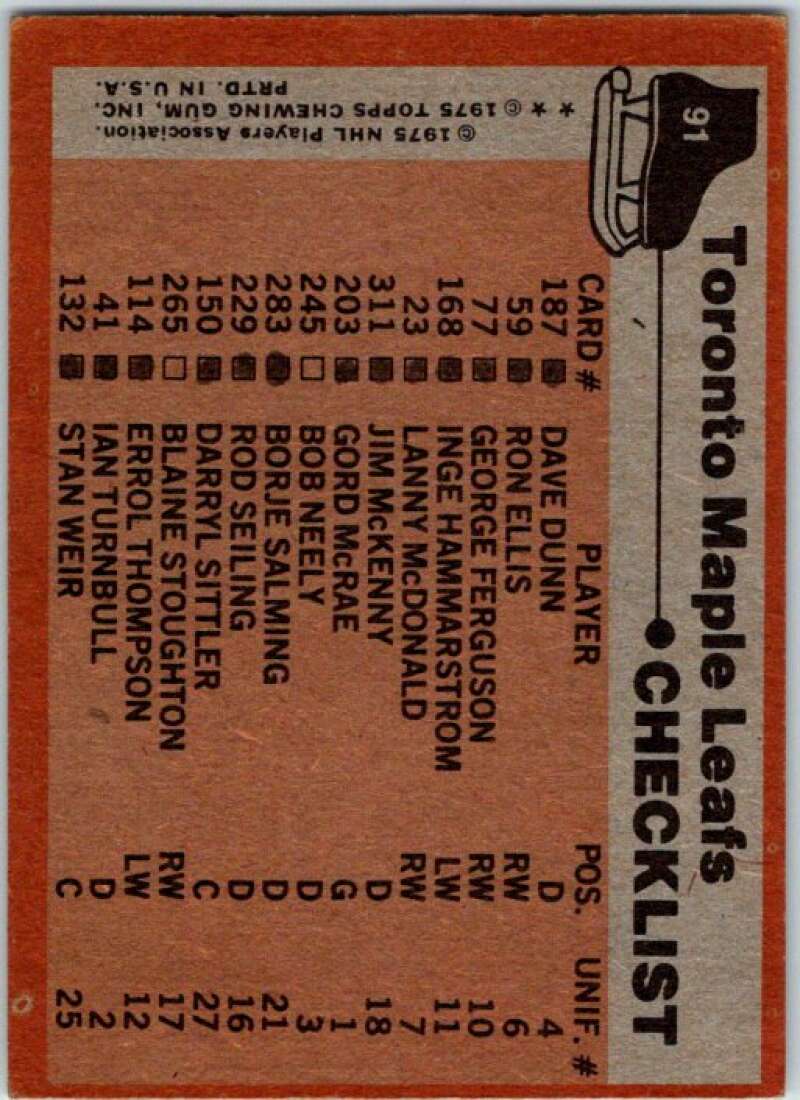 91
Toronto Maple Leafs
CHECKLIST
CARD # PLAYER POS. UNIF. #
187 DAVE DUNN D 4
59 RON ELLIS RW 6
77 GEORGE FERGUSON RW 10
168 INGE HAMMARSTROM LW 11
23 LANNY McDONALD RW 7
311 JIM McKENNY D 18
203 GORD McRAE G 1
245 BOB NEELY D 3
283 BORJE SALMING D 21
229 ROD SEILING D 16
150 DARRYL SITTLER C 27
265 BLAINE STOUGHTON RW 17
114 ERROL THOMPSON LW 12
41 IAN TURNBULL D 2
132 STAN WEIR C 25
© 1975 NHL Players Association.
★ ★ © 1975 TOPPS CHEWING GUM, INC.
PRTD. IN U.S.A.